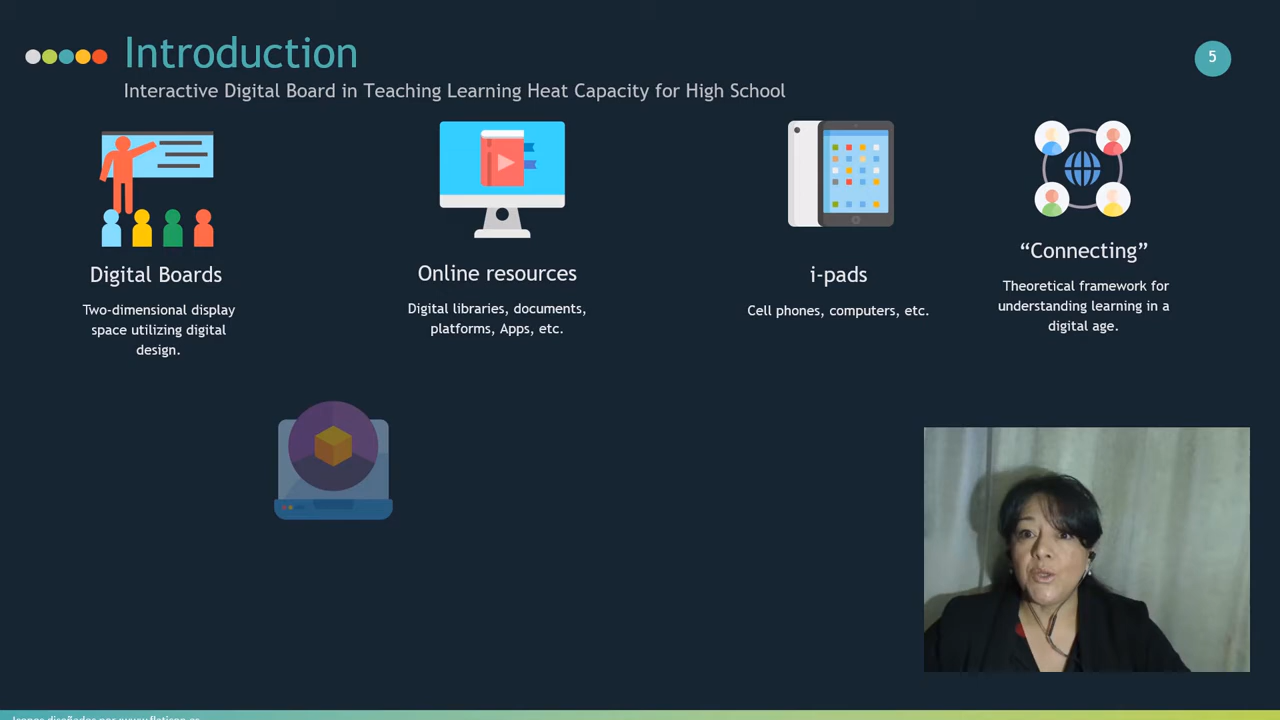 Introduction
5
Interactive Digital Board in Teaching Learning Heat Capacity for High School
Digital Boards
Two-dimensional display
space utilizing digital
design.
Online resources
Digital libraries, documents,
platforms, Apps, etc.
i-pads
Cell phones, computers, etc.
“Connecting”
Theoretical framework for
understanding learning in a
digital age.